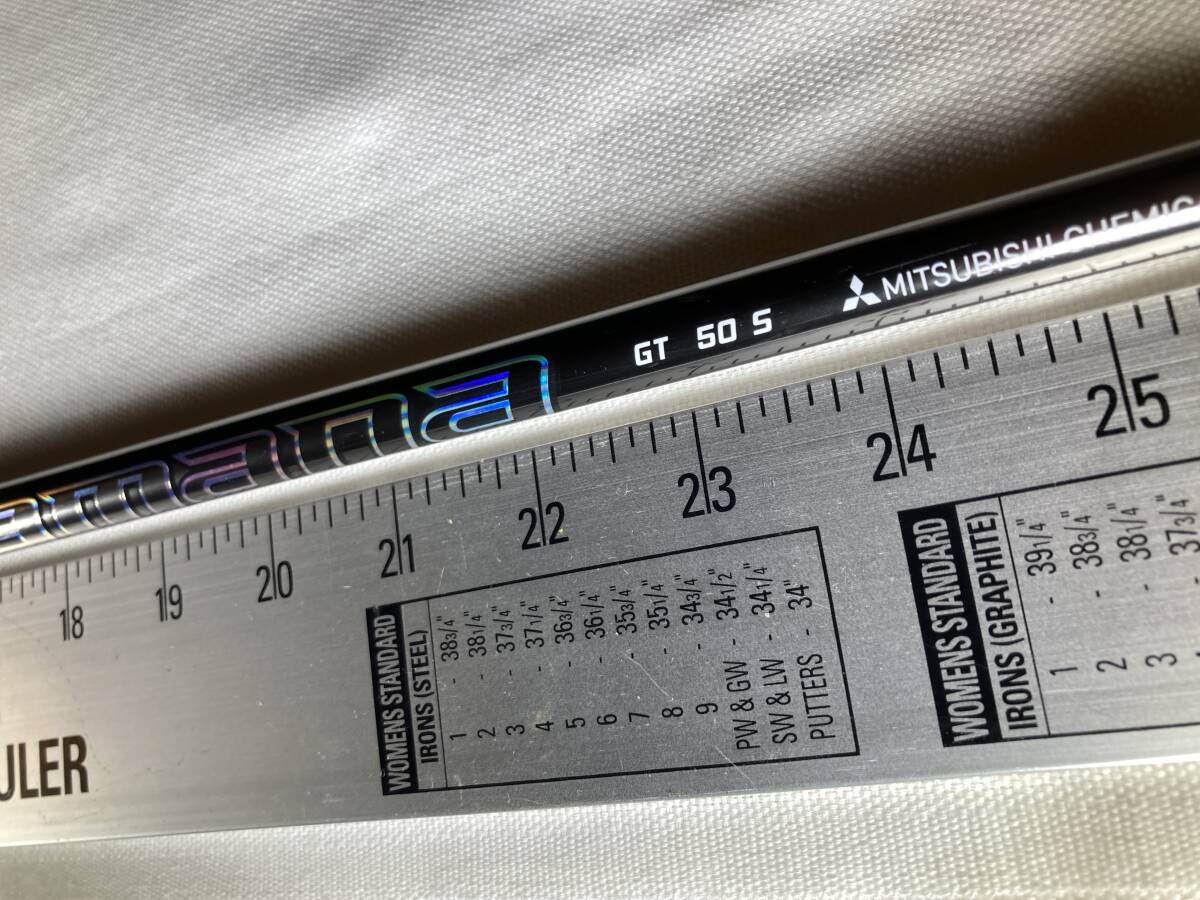 amana GT 50 S MITSUBISHI CHEMIC
18 19 20 21 22 23 24 25
ULER
WOMENS STANDARD
IRONS (STEEL)
1 - 38 3/4"
2 - 38 1/4"
3 - 37 3/4"
4 - 37 1/4"
5 - 36 3/4"
6 - 36 1/4"
7 - 35 3/4"
8 - 35 1/4"
9 - 34 3/4"
PW & GW - 34 1/2"
SW & LW - 34 1/4"
PUTTERS - 34"
WOMENS STANDARD
IRONS (GRAPHITE)
1 - 39 1/4"
2 - 38 3/4"
3 - 38 1/4"
37 3/4"